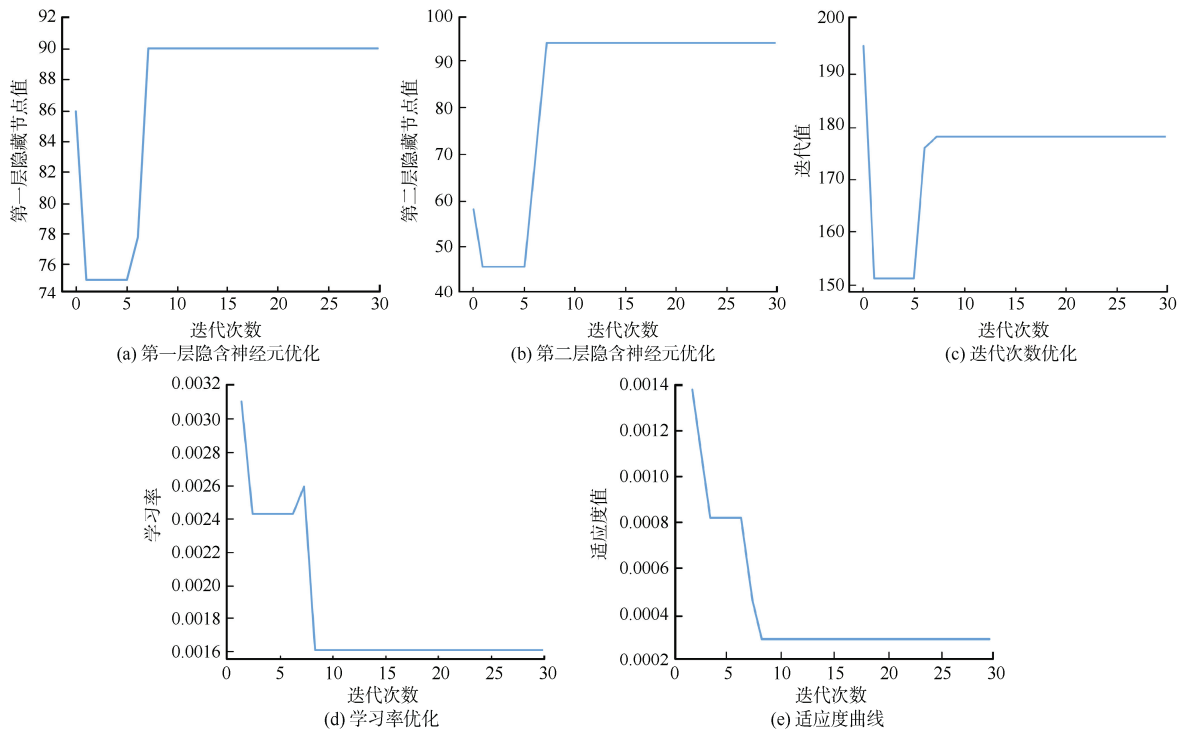 92
90
88
86
84
82
80
78
76
74
第一层隐藏节点值
0 5 10 15 20 25 30
迭代次数
(a) 第一层隐含神经元优化
100
90
80
70
60
50
40
第二层隐藏节点值
0 5 10 15 20 25 30
迭代次数
(b) 第二层隐含神经元优化
200
190
180
170
160
150
迭代值
0 5 10 15 20 25 30
迭代次数
(c) 迭代次数优化
0.0032
0.0030
0.0028
0.0026
0.0024
0.0022
0.0020
0.0018
0.0016
学习率
0 5 10 15 20 25 30
迭代次数
(d) 学习率优化
0.0014
0.0012
0.0010
0.0008
0.0006
0.0004
0.0002
适应度值
0 5 10 15 20 25 30
迭代次数
(e) 适应度曲线